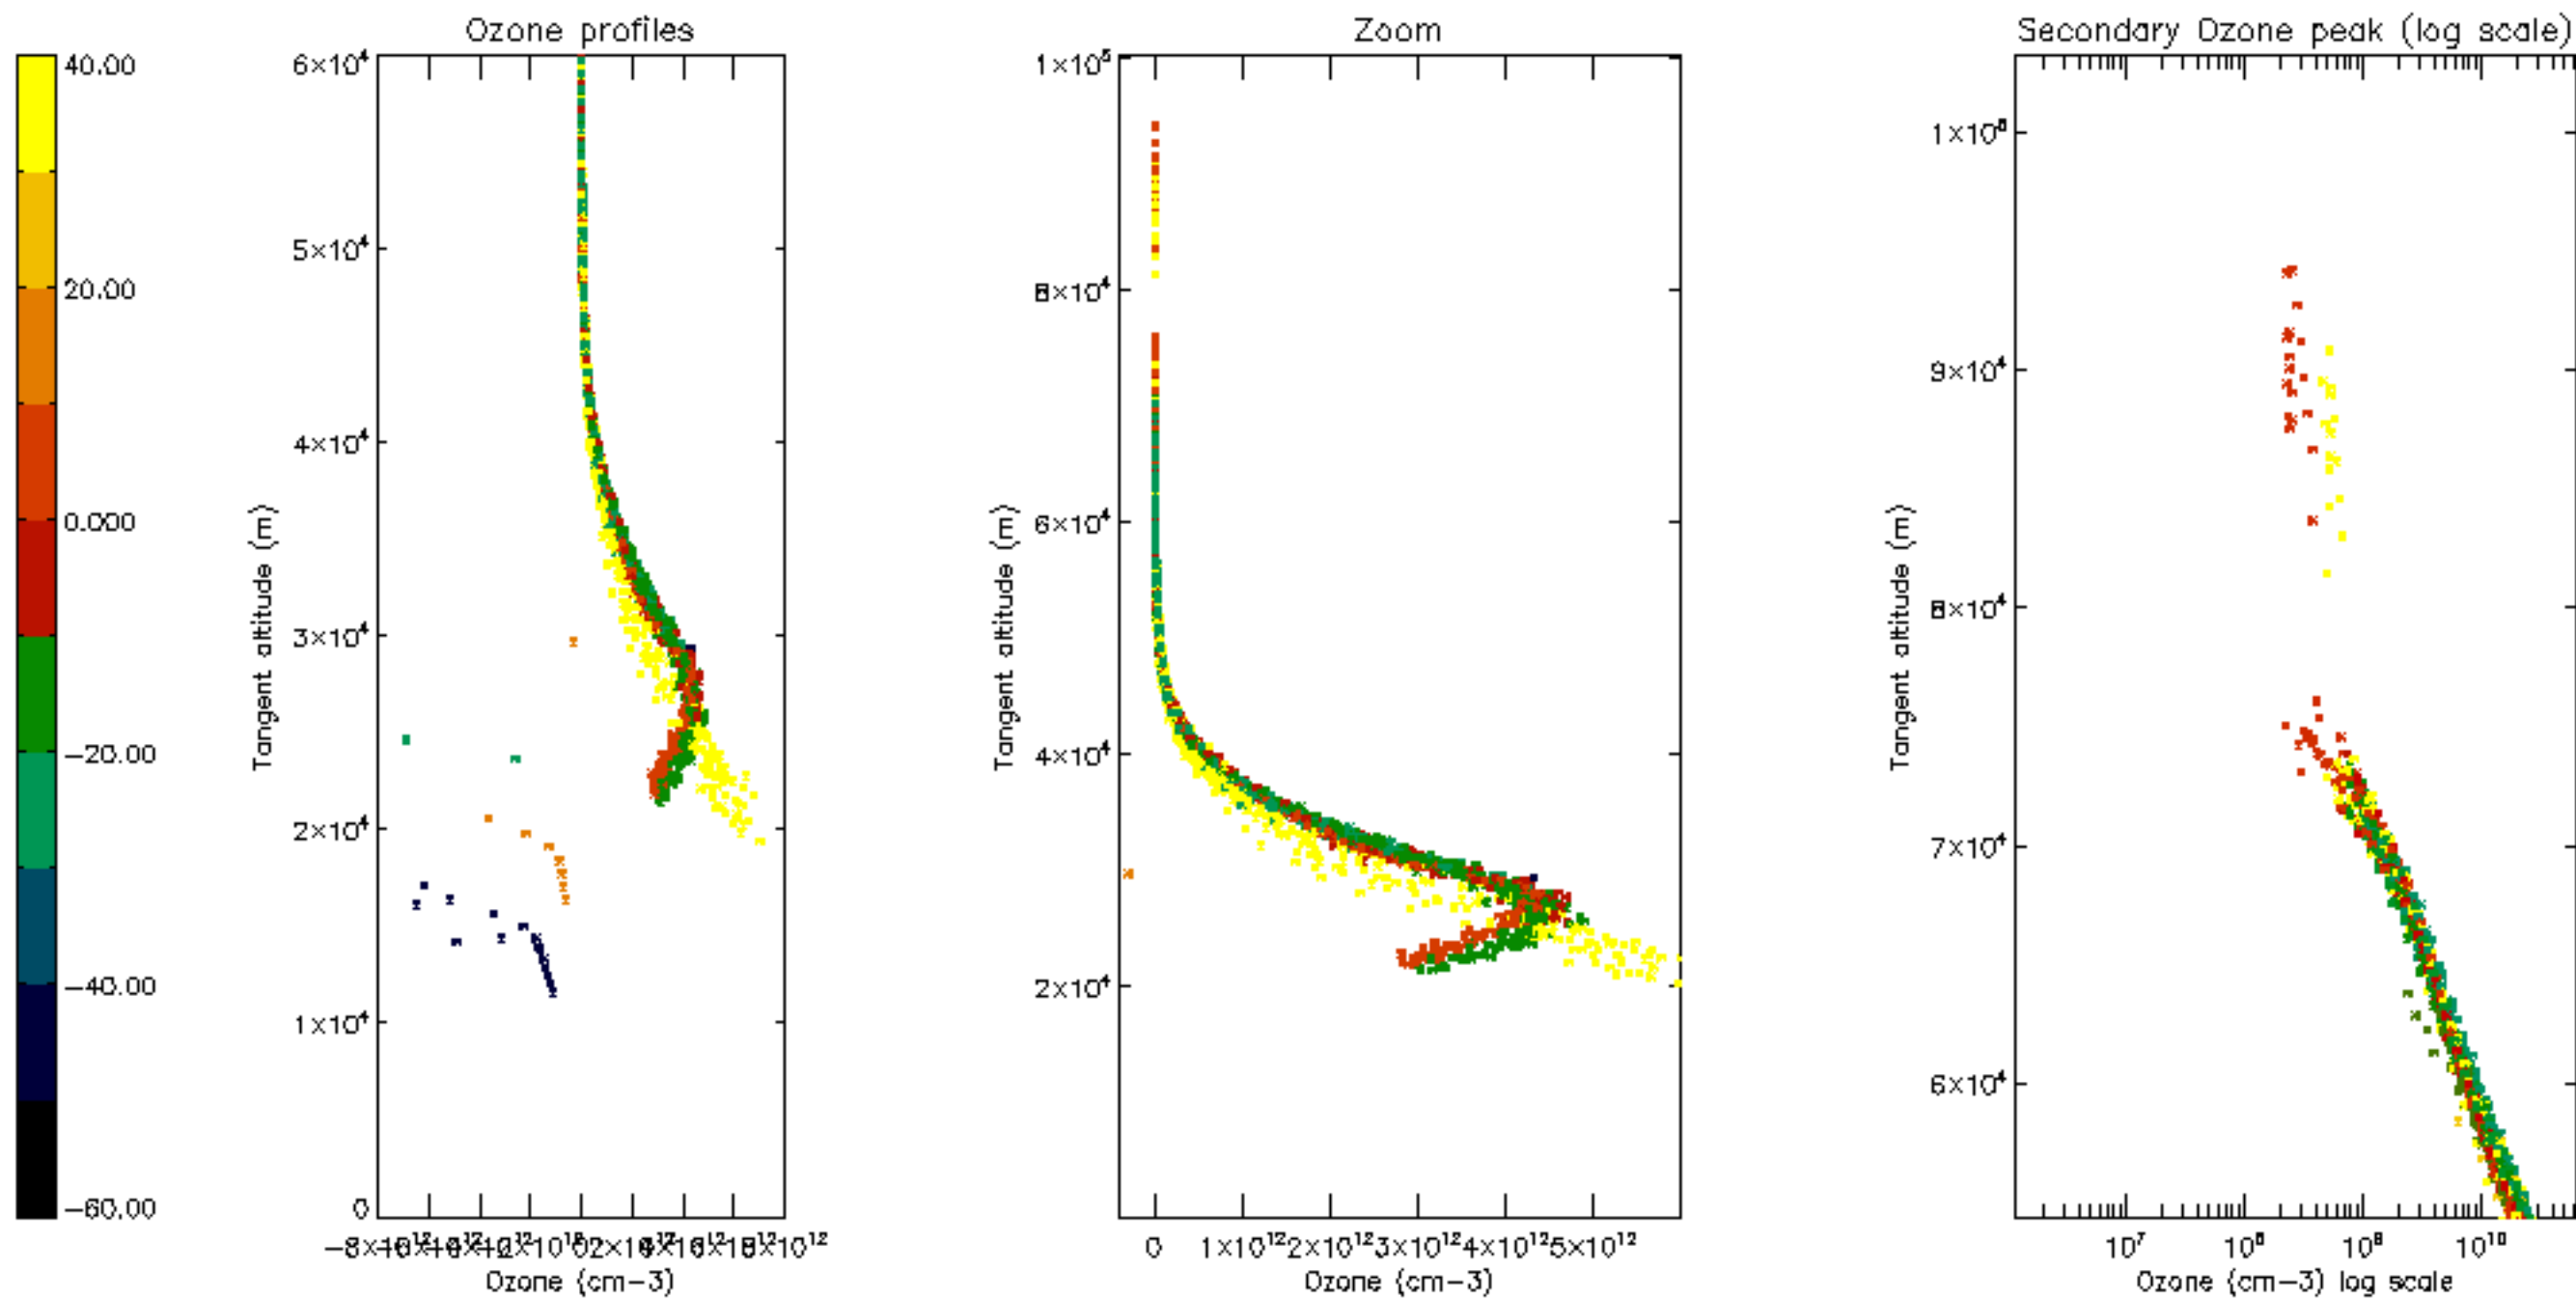 Ozone profiles
Zoom
Secondary Ozone peak (log scale)
40.00
20.00
0.000
−20.00
−40.00
−60.00
6×10⁴
5×10⁴
4×10⁴
3×10⁴
2×10⁴
1×10⁴
0
Tangent altitude (m)
Ozone (cm−3)
1×10⁵
8×10⁴
6×10⁴
4×10⁴
2×10⁴
Tangent altitude (m)
0 1×10¹² 2×10¹² 3×10¹² 4×10¹² 5×10¹²
Ozone (cm−3)
1×10⁵
9×10⁴
8×10⁴
7×10⁴
6×10⁴
Tangent altitude (m)
10⁷ 10⁸ 10⁹ 10¹⁰
Ozone (cm−3) log scale